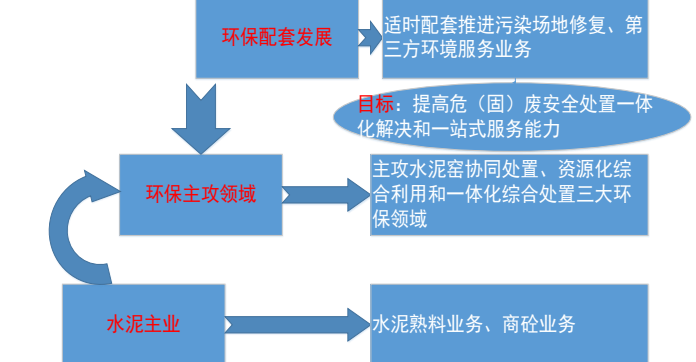 环保配套发展
适时配套推进污染场地修复、第
三方环境服务业务
目标：提高危（固）废安全处置一体
化解决和一站式服务能力
环保主攻领域
主攻水泥窑协同处置、资源化综
合利用和一体化综合处置三大环
保领域
水泥主业
水泥熟料业务、商砼业务